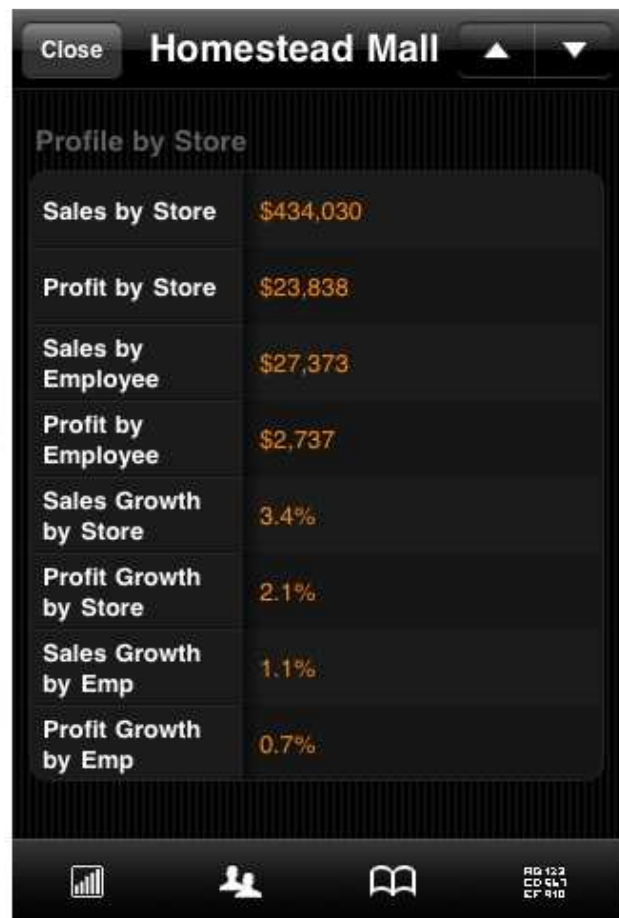 Close
Homestead Mall
Profile by Store
Sales by Store
$434,030
Profit by Store
$23,838
Sales by
Employee
$27,373
Profit by
Employee
$2,737
Sales Growth
by Store
3.4%
Profit Growth
by Store
2.1%
Sales Growth
by Emp
1.1%
Profit Growth
by Emp
0.7%